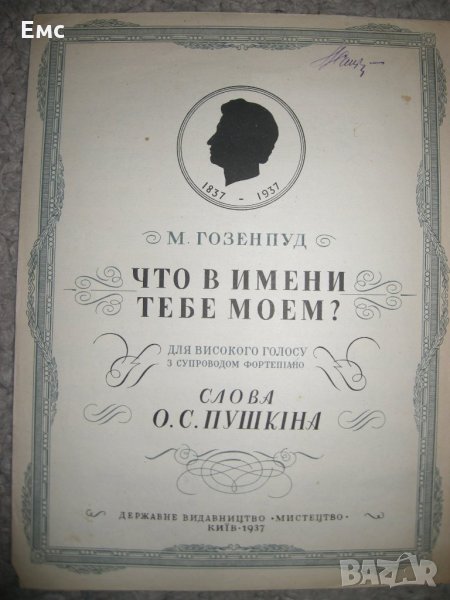 Емс
1837 - 1937
М. ГОЗЕНПУД
ЧТО В ИМЕНИ
ТЕБЕ МОЕМ?
ДЛЯ ВИСОКОГО ГОЛОСУ
З СУПРОВОДОМ ФОРТЕПІАНО
СЛОВА
О.С.ПУШКІНА
ДЕРЖАВНЕ ВИДАВНИЦТВО • МИСТЕЦТВО •
КИЇВ-1937
BAZAR